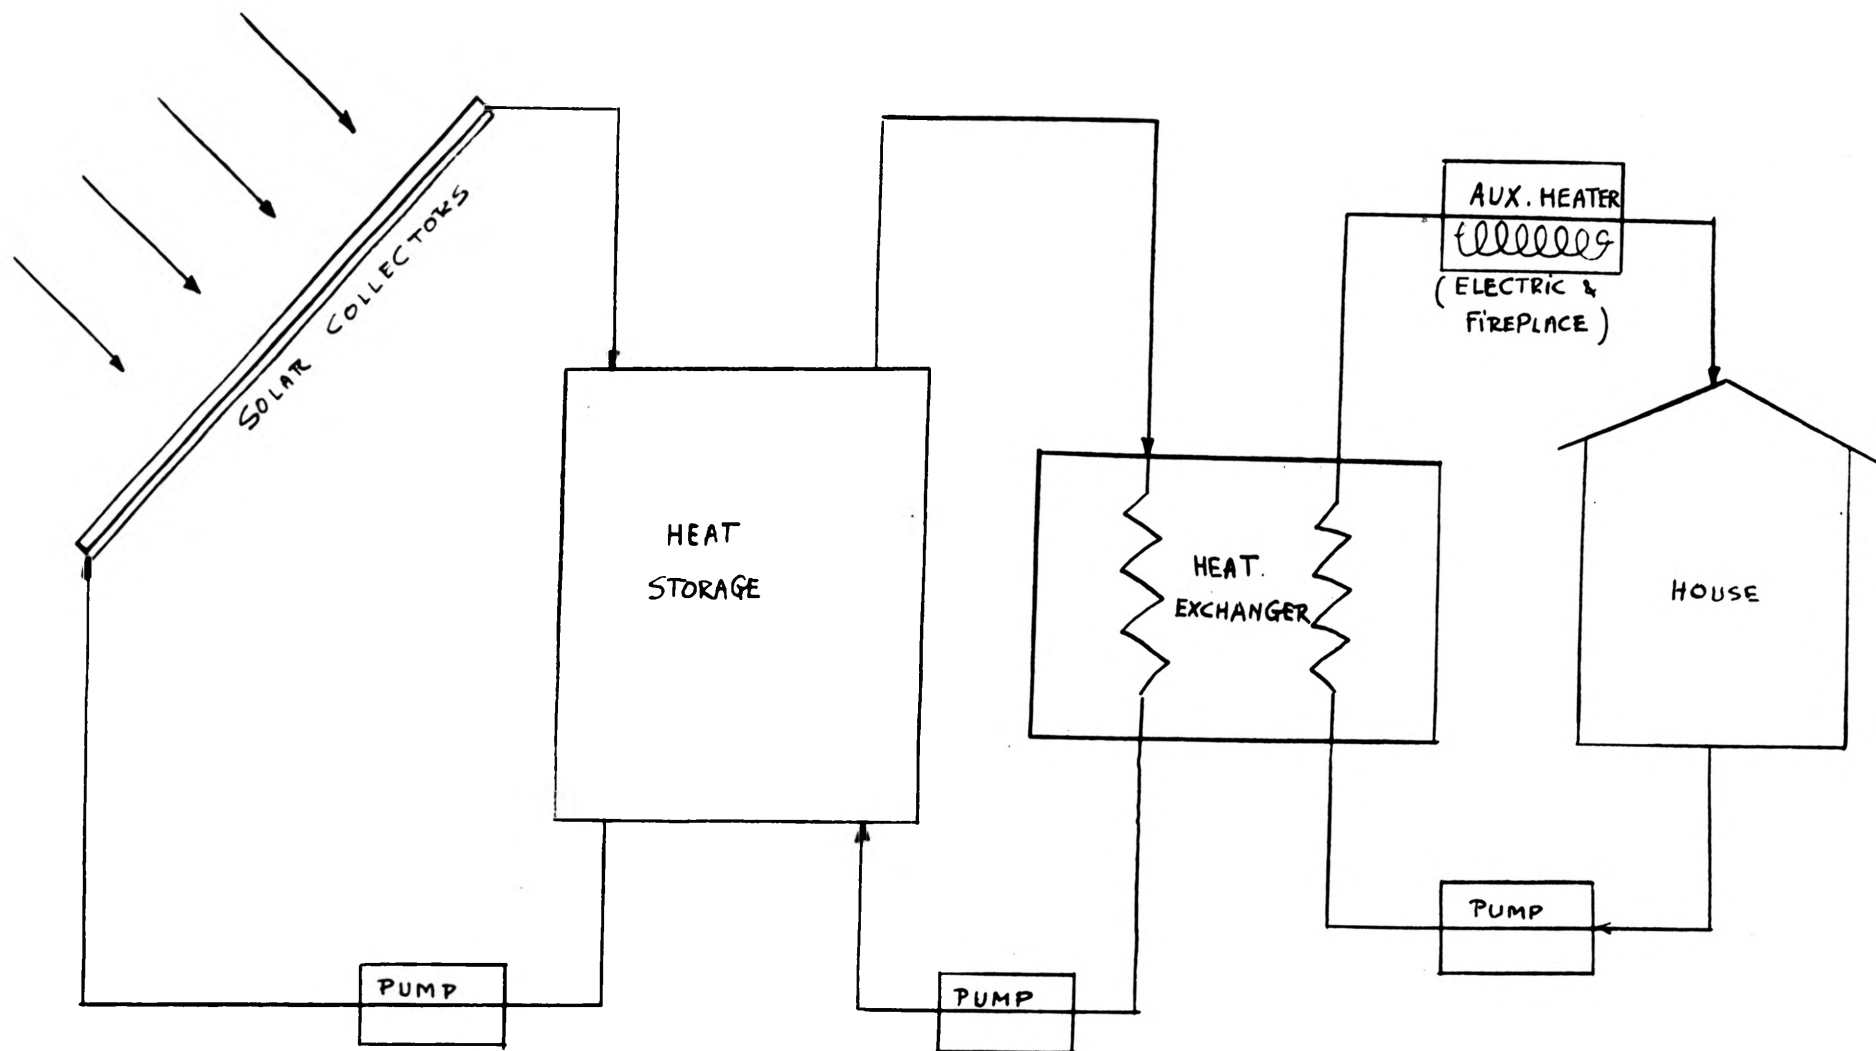 SOLAR COLLECTORS
HEAT
STORAGE
HEAT.
EXCHANGER
AUX. HEATER
(ELECTRIC &
FIREPLACE)
HOUSE
PUMP
PUMP
PUMP